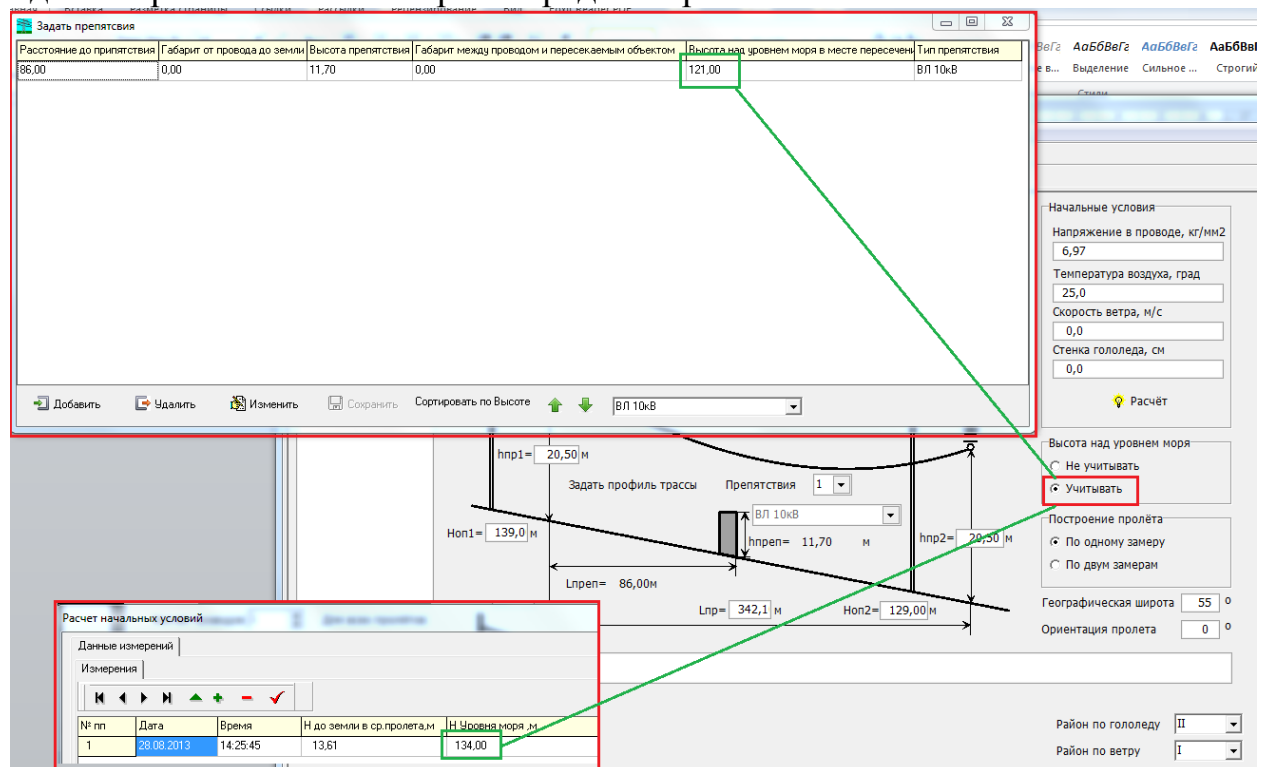 Задать препятсвия
Расстояние до припятствия Габарит от провода до земли Высота препятствия Габарит между проводом и пересекаемым объектом Высота над уровнем моря в месте пересечени Тип препятствия
86,00 0,00 11,70 0,00 121,00 ВЛ 10кВ
Добавить Удалить Изменить Сохранить Сортировать по Высоте ВЛ 10кВ
АаБбВвГг АаБбВвГг АаБбВвI
Выделение Сильное ... Строгий
Стили
Начальные условия
Напряжение в проводе, кг/мм2
6,97
Температура воздуха, град
25,0
Скорость ветра, м/с
0,0
Стенка гололеда, см
0,0
Расчёт
Высота над уровнем моря
Не учитывать
Учитывать
Построение пролёта
По одному замеру
По двум замерам
Географическая широта 55 о
Ориентация пролета 0 о
Район по гололеду II
Район по ветру I
hпр1= 20,50 м
Задать профиль трассы Препятствия 1
ВЛ 10кВ
Hоп1= 139,0 м
hпреп= 11,70 м
hпр2= 20,50 м
Lпреп= 86,00м
Lпр= 342,1 м
Hоп2= 129,00 м
Расчет начальных условий
Данные измерений
Измерения
№ пп Дата Время Н до земли в ср.пролета,м Н Уровня моря ,м
1 28.08.2013 14:25:45 13,61 134,00